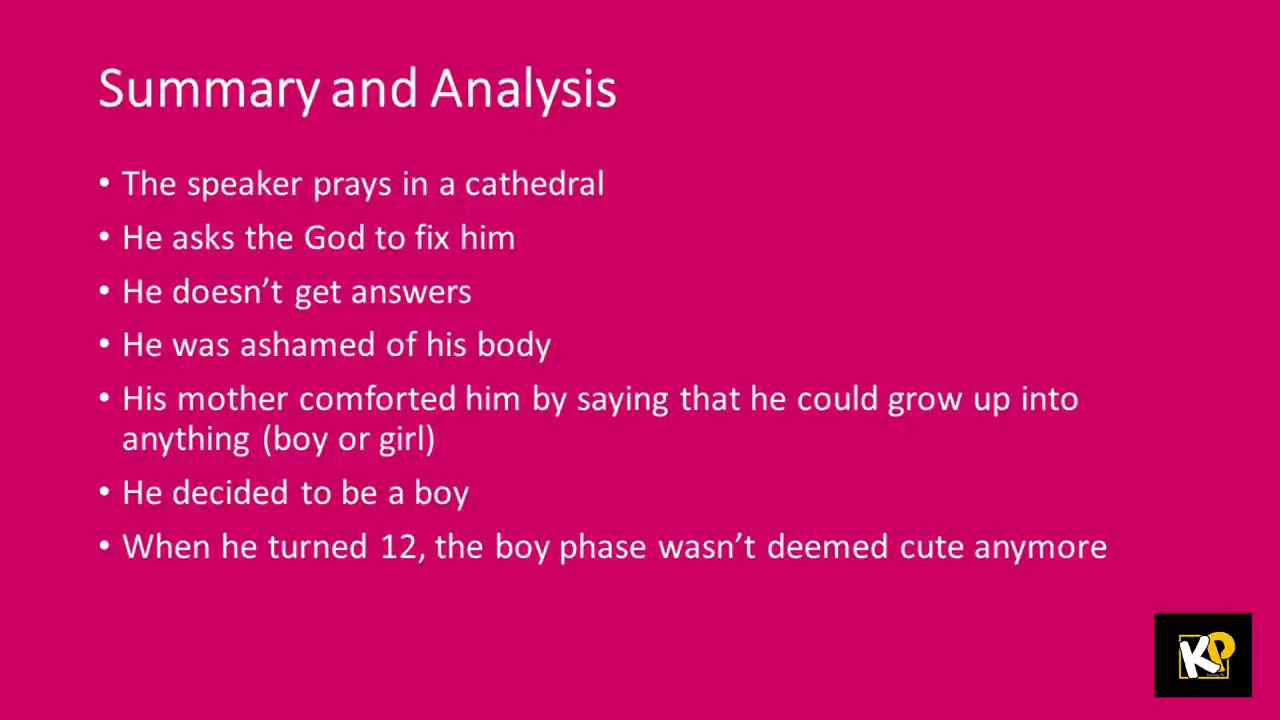 Summary and Analysis
• The speaker prays in a cathedral
• He asks the God to fix him
• He doesn’t get answers
• He was ashamed of his body
• His mother comforted him by saying that he could grow up into
anything (boy or girl)
• He decided to be a boy
• When he turned 12, the boy phase wasn’t deemed cute anymore
KP